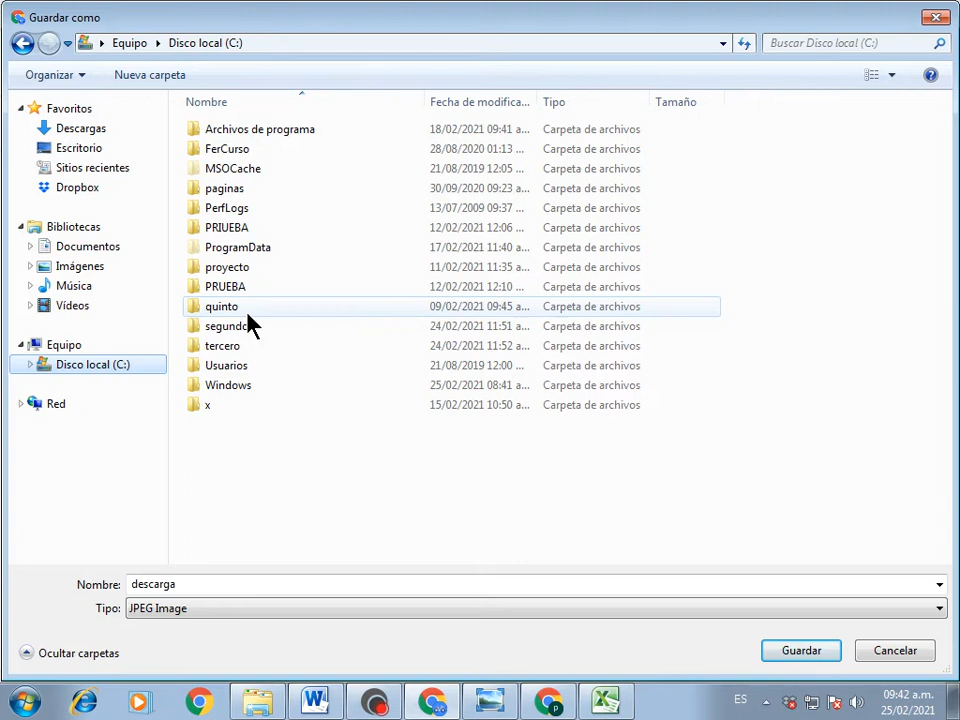 Guardar como
Equipo Disco local (C:)
Buscar Disco local (C:)
Organizar Nueva carpeta
Nombre Fecha de modifica... Tipo Tamaño
Favoritos
Descargas
Escritorio
Sitios recientes
Dropbox
Bibliotecas
Documentos
Imágenes
Música
Vídeos
Equipo
Disco local (C:)
Red
Archivos de programa 18/02/2021 09:41 a... Carpeta de archivos
FerCurso 28/08/2020 01:13 ... Carpeta de archivos
MSOCache 21/08/2019 12:05 ... Carpeta de archivos
paginas 30/09/2020 09:23 a... Carpeta de archivos
PerfLogs 13/07/2009 09:37 ... Carpeta de archivos
PRIUEBA 12/02/2021 12:06 ... Carpeta de archivos
ProgramData 17/02/2021 11:40 a... Carpeta de archivos
proyecto 11/02/2021 11:35 a... Carpeta de archivos
PRUEBA 12/02/2021 12:10 ... Carpeta de archivos
quinto 09/02/2021 09:45 a... Carpeta de archivos
segundo 24/02/2021 11:51 a... Carpeta de archivos
tercero 24/02/2021 11:52 a... Carpeta de archivos
Usuarios 21/08/2019 12:00 ... Carpeta de archivos
Windows 25/02/2021 08:41 a... Carpeta de archivos
x 15/02/2021 10:50 a... Carpeta de archivos
Nombre: descarga
Tipo: JPEG Image
Ocultar carpetas
Guardar Cancelar
ES
09:42 a.m.
25/02/2021